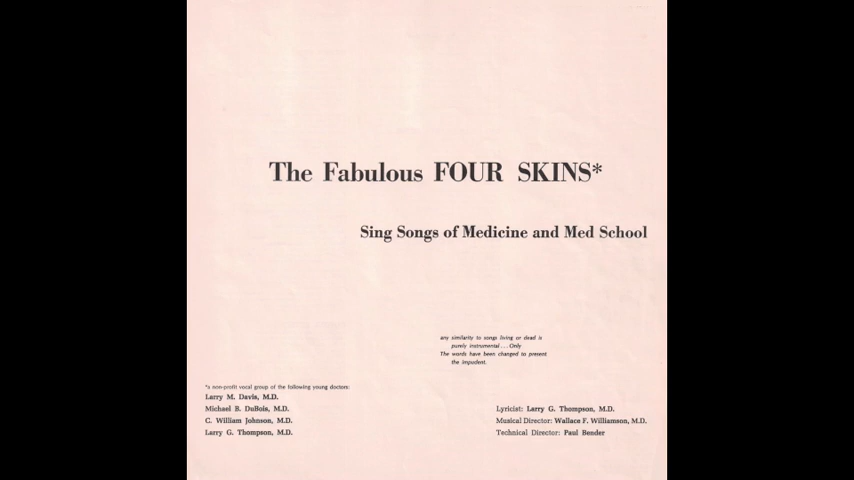 The Fabulous FOUR SKINS*
Sing Songs of Medicine and Med School
any similarity to songs living or dead is
purely instrumental . . . Only
The words have been changed to present
the impudent.
*a non-profit vocal group of the following young doctors:
Larry M. Davis, M.D.
Michael B. DuBois, M.D.
C. William Johnson, M.D.
Larry G. Thompson, M.D.
Lyricist: Larry G. Thompson, M.D.
Musical Director: Wallace F. Williamson, M.D.
Technical Director: Paul Bender